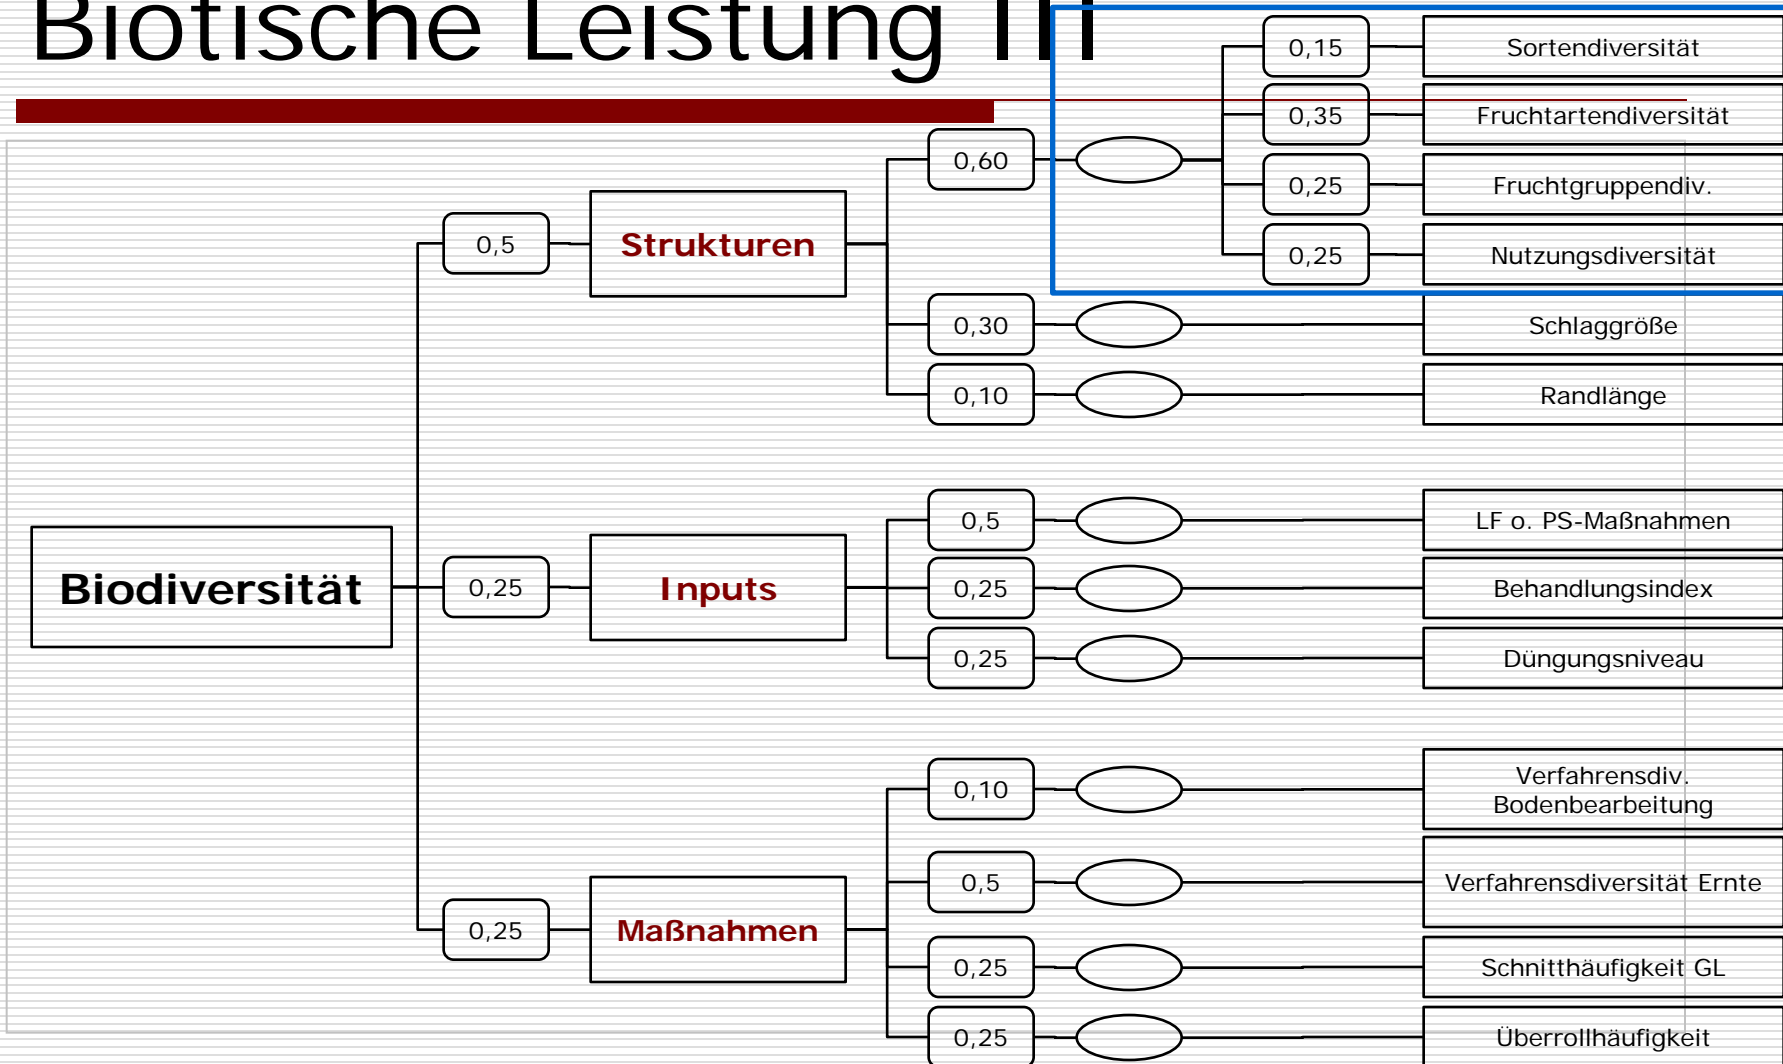 Biotische Leistung III
0,15
Sortendiversität
0,35
Fruchtartendiversität
0,60
0,25
Fruchtgruppendiv.
0,5
Strukturen
0,25
Nutzungsdiversität
0,30
Schlaggröße
0,10
Randlänge
0,5
LF o. PS-Maßnahmen
Biodiversität
0,25
Inputs
0,25
Behandlungsindex
0,25
Düngungsniveau
0,10
Verfahrensdiv.
Bodenbearbeitung
0,5
Verfahrensdiversität Ernte
0,25
Maßnahmen
0,25
Schnitthäufigkeit GL
0,25
Überrollhäufigkeit